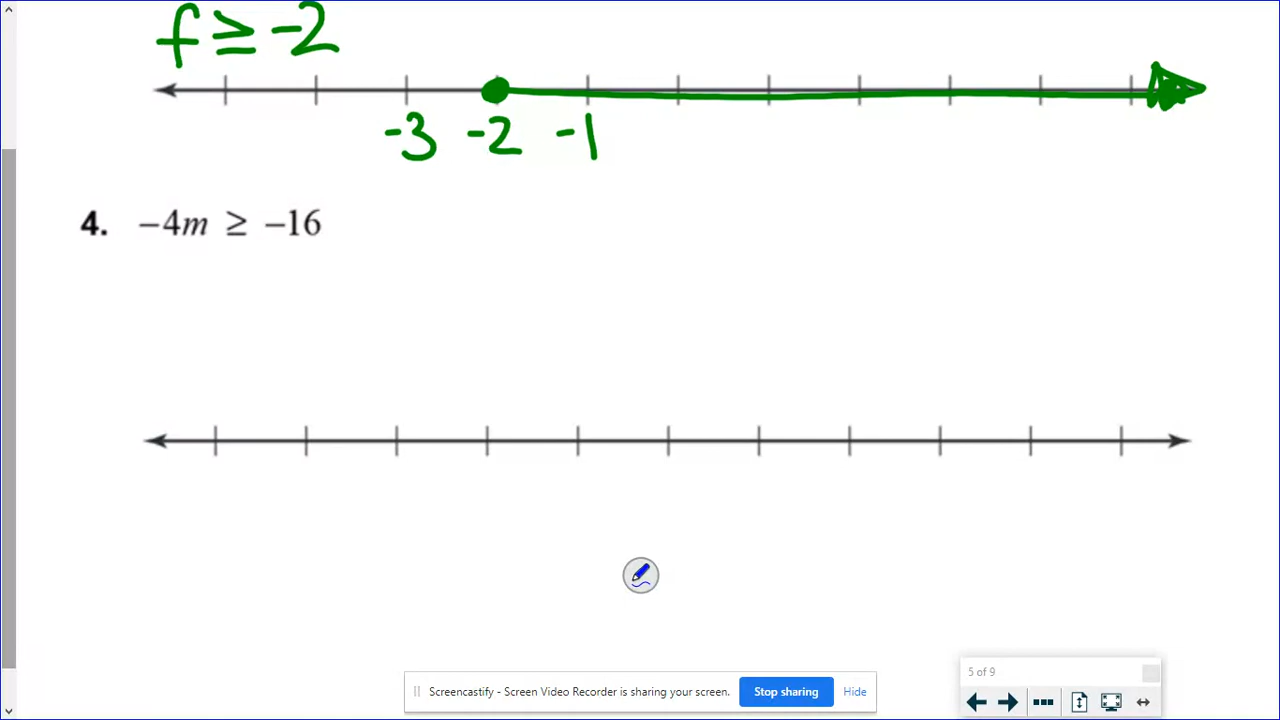 f ≥ -2
-3 -2 -1
4. −4m ≥ −16
5 of 9
Screencastify - Screen Video Recorder is sharing your screen. Stop sharing Hide